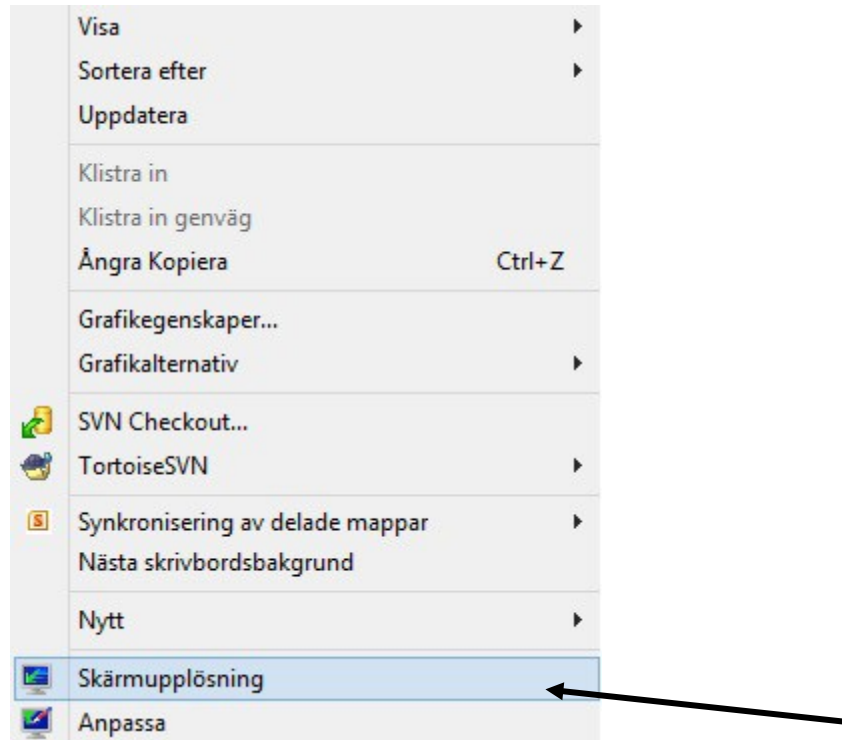 Visa
Sortera efter
Uppdatera
Klistra in
Klistra in genväg
Ångra Kopiera Ctrl+Z
Grafikegenskaper...
Grafikalternativ
SVN Checkout...
TortoiseSVN
S Synkronisering av delade mappar
Nästa skrivbordsbakgrund
Nytt
Skärmupplösning
Anpassa